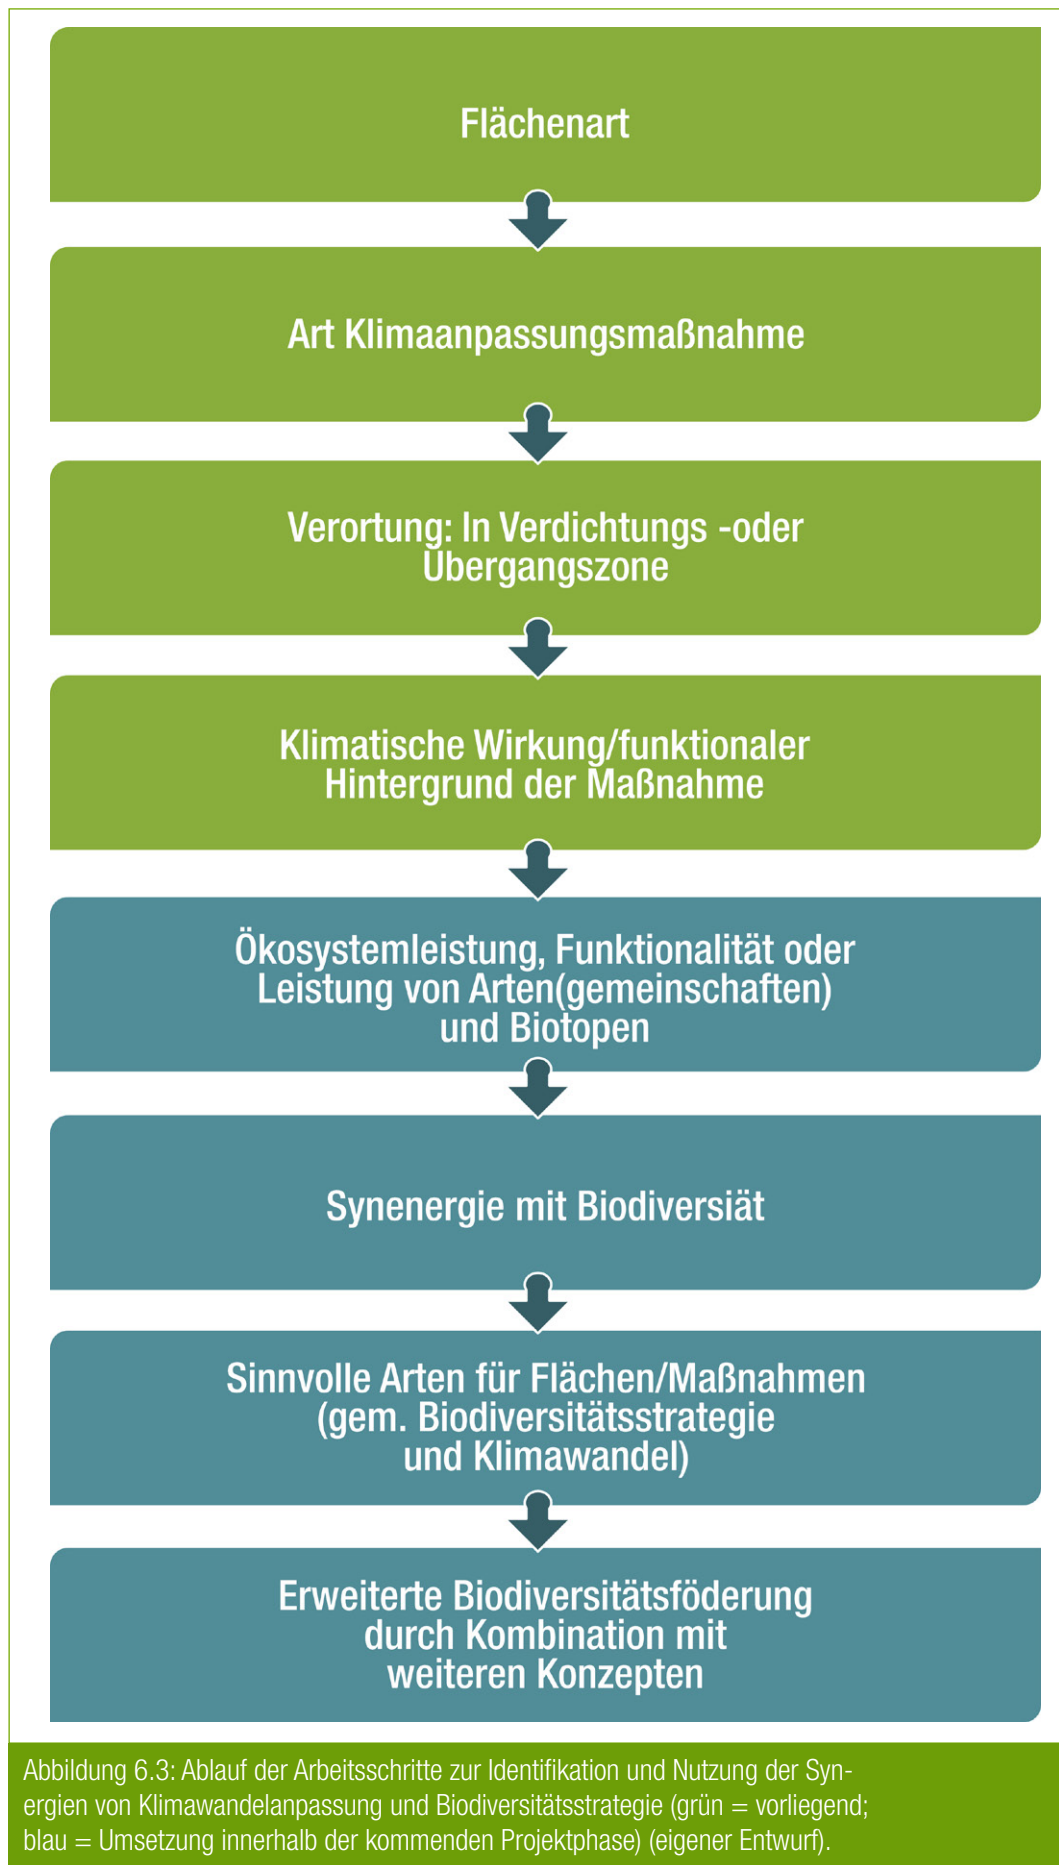 Flächenart
Art Klimaanpassungsmaßnahme
Verortung: In Verdichtungs -oder
Übergangszone
Klimatische Wirkung/funktionaler
Hintergrund der Maßnahme
Ökosystemleistung, Funktionalität oder
Leistung von Arten(gemeinschaften)
und Biotopen
Synenergie mit Biodiversiät
Sinnvolle Arten für Flächen/Maßnahmen
(gem. Biodiversitätsstrategie
und Klimawandel)
Erweiterte Biodiversitätsföderung
durch Kombination mit
weiteren Konzepten
Abbildung 6.3: Ablauf der Arbeitsschritte zur Identifikation und Nutzung der Syn-
ergien von Klimawandelanpassung und Biodiversitätsstrategie (grün = vorliegend;
blau = Umsetzung innerhalb der kommenden Projektphase) (eigener Entwurf).